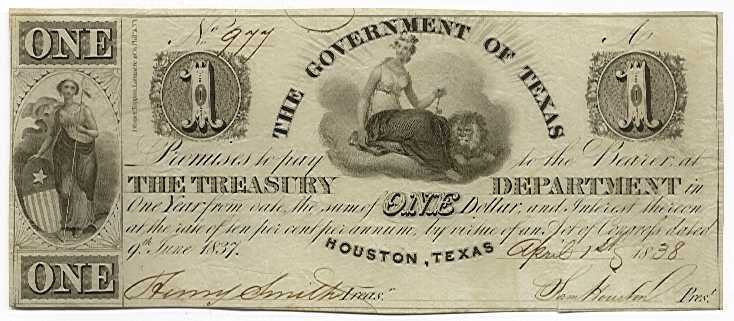 ONE
ONE
No 977
A
THE GOVERNMENT OF TEXAS
1
1
Promises to pay to the Bearer, at
THE TREASURY DEPARTMENT in
One Year from date, the sum of ONE Dollar, and Interest thereon
at the rate of ten per cent per annum, by virtue of an Act of Congress dated
9th June 1837.
HOUSTON, TEXAS April 1st 1838
Henry Smith Treas.r
Sam Houston Pres.t